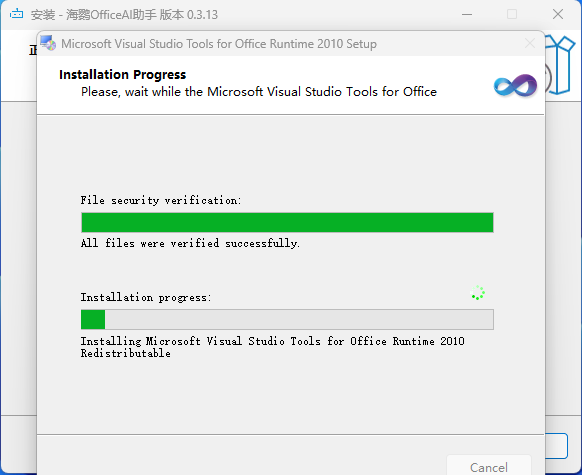 安装 - 海鹦OfficeAI助手 版本 0.3.13
Microsoft Visual Studio Tools for Office Runtime 2010 Setup
Installation Progress
Please, wait while the Microsoft Visual Studio Tools for Office
File security verification:
All files were verified successfully.
Installation progress:
Installing Microsoft Visual Studio Tools for Office Runtime 2010
Redistributable
Cancel